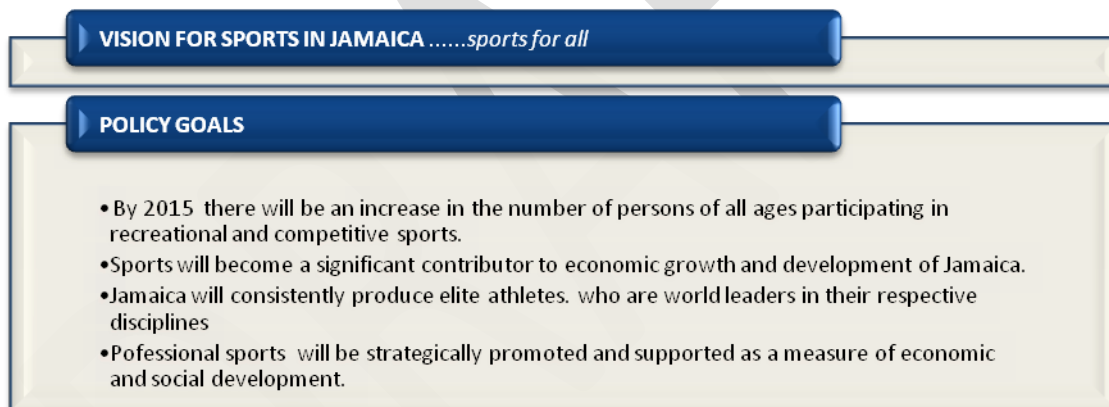 VISION FOR SPORTS IN JAMAICA ......sports for all
POLICY GOALS
•By 2015 there will be an increase in the number of persons of all ages participating in
recreational and competitive sports.
•Sports will become a significant contributor to economic growth and development of Jamaica.
•Jamaica will consistently produce elite athletes. who are world leaders in their respective
disciplines
•Pofessional sports will be strategically promoted and supported as a measure of economic
and social development.